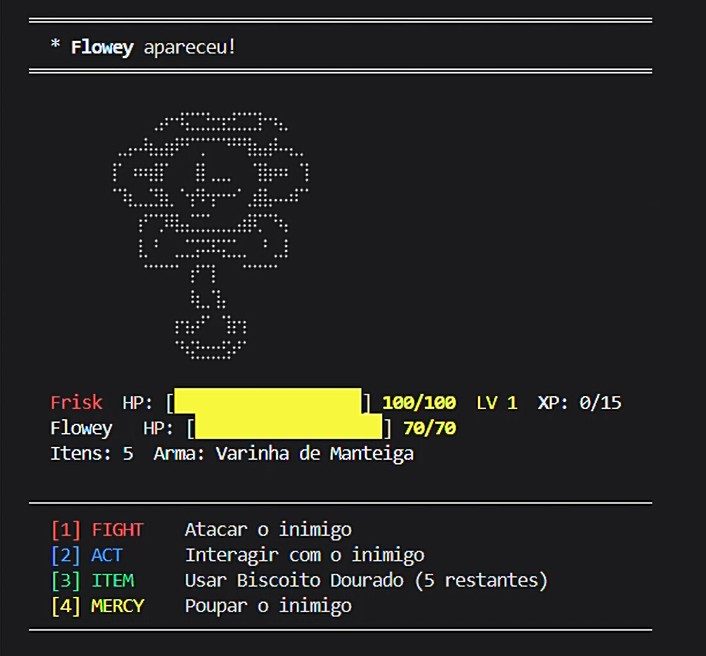 * Flowey apareceu!
Frisk HP: [ ] 100/100 LV 1 XP: 0/15
Flowey HP: [ ] 70/70
Itens: 5 Arma: Varinha de Manteiga
[1] FIGHT Atacar o inimigo
[2] ACT Interagir com o inimigo
[3] ITEM Usar Biscoito Dourado (5 restantes)
[4] MERCY Poupar o inimigo